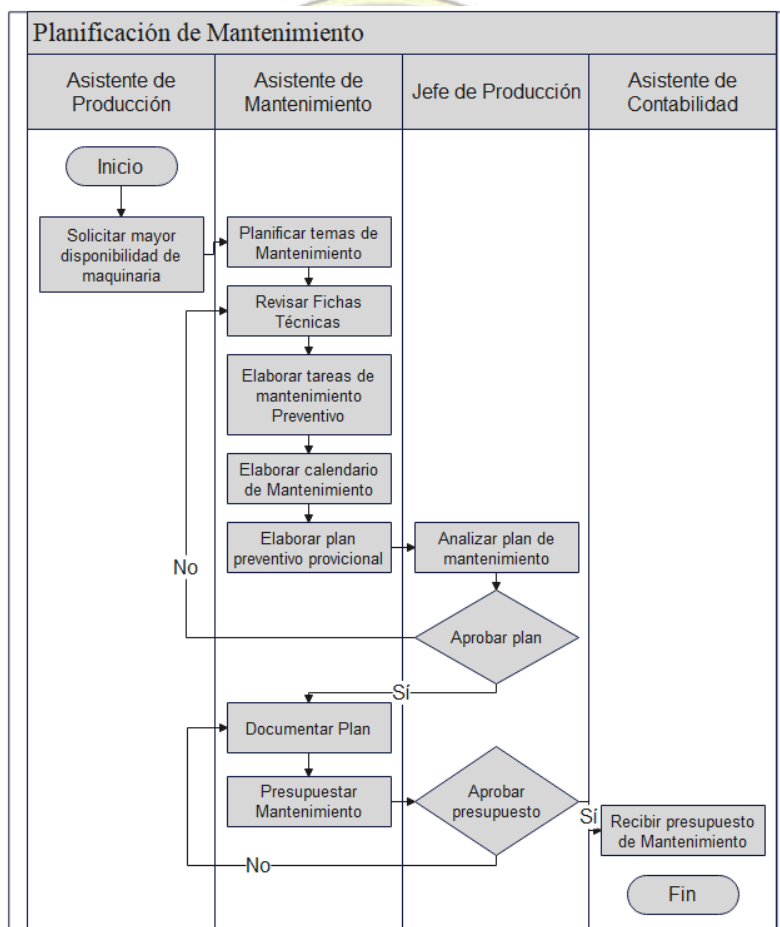 Planificación de Mantenimiento
Asistente de
Producción
Asistente de
Mantenimiento
Jefe de Producción
Asistente de
Contabilidad
Inicio
Solicitar mayor
disponibilidad de
maquinaria
Planificar temas de
Mantenimiento
Revisar Fichas
Técnicas
Elaborar tareas de
mantenimiento
Preventivo
Elaborar calendario
de Mantenimiento
Elaborar plan
preventivo provicional
Analizar plan de
mantenimiento
No
Aprobar plan
Sí
Documentar Plan
Presupuestar
Mantenimiento
Aprobar
presupuesto
Sí
Recibir presupuesto
de Mantenimiento
No
Fin